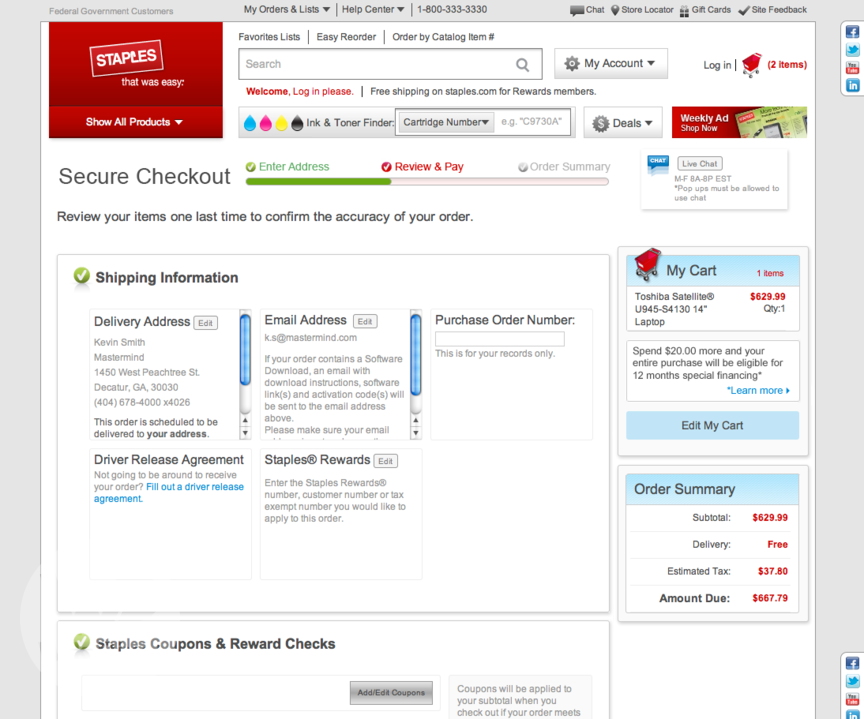 Federal Government Customers
My Orders & Lists Help Center 1-800-333-3330
Chat Store Locator Gift Cards Site Feedback
STAPLES
that was easy:
Show All Products
Favorites Lists Easy Reorder Order by Catalog Item #
Search
My Account
Log in (2 items)
Welcome, Log in please. Free shipping on staples.com for Rewards members.
Ink & Toner Finder: Cartridge Number e.g. "C9730A"
Deals
Weekly Ad
Shop Now
Secure Checkout
Enter Address
Review & Pay
Order Summary
CHAT
Live Chat
M-F 8A-8P EST
*Pop ups must be allowed to
use chat
Review your items one last time to confirm the accuracy of your order.
Shipping Information
Delivery Address Edit
Kevin Smith
Mastermind
1450 West Peachtree St.
Decatur, GA, 30030
(404) 678-4000 x4026
This order is scheduled to be
delivered to your address.
Email Address Edit
k.s@mastermind.com
If your order contains a Software
Download, an email with
download instructions, software
link(s) and activation code(s) will
be sent to the email address
above.
Please make sure your email
Purchase Order Number:
This is for your records only.
Driver Release Agreement
Not going to be around to receive
your order? Fill out a driver release
agreement.
Staples® Rewards Edit
Enter the Staples Rewards®
number, customer number or tax
exempt number you would like to
apply to this order.
My Cart 1 items
Toshiba Satellite® $629.99
U945-S4130 14" Qty:1
Laptop
Spend $20.00 more and your
entire purchase will be eligible for
12 months special financing*
*Learn more
Edit My Cart
Order Summary
Subtotal: $629.99
Delivery: Free
Estimated Tax: $37.80
Amount Due: $667.79
Staples Coupons & Reward Checks
Add/Edit Coupons
Coupons will be applied to
your subtotal when you
check out if your order meets
You
Tube
in
You
Tube